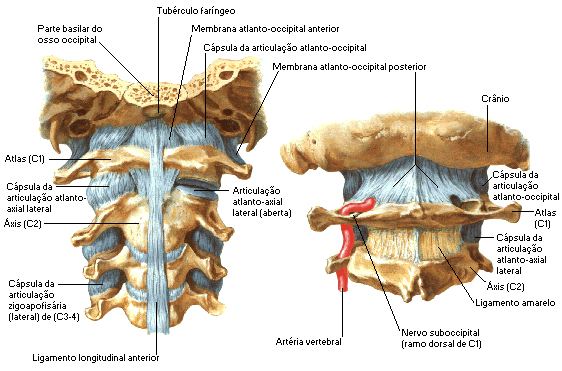 Tubérculo faríngeo
Parte basilar do
osso occipital
Membrana atlanto-occipital anterior
Cápsula da articulação atlanto-occipital
Membrana atlanto-occipital posterior
Atlas (C1)
Cápsula da
articulação atlanto-
axial lateral
Áxis (C2)
Cápsula da
articulação
zigoapofisária
(lateral) de (C3-4)
Articulação
atlanto-axial
lateral (aberta)
Ligamento longitudinal anterior
Crânio
Cápsula da
articulação
atlanto-occipital
Atlas
(C1)
Cápsula da
articulação
atlanto-axial
lateral
Áxis (C2)
Ligamento amarelo
Nervo suboccipital
(ramo dorsal de C1)
Artéria vertebral